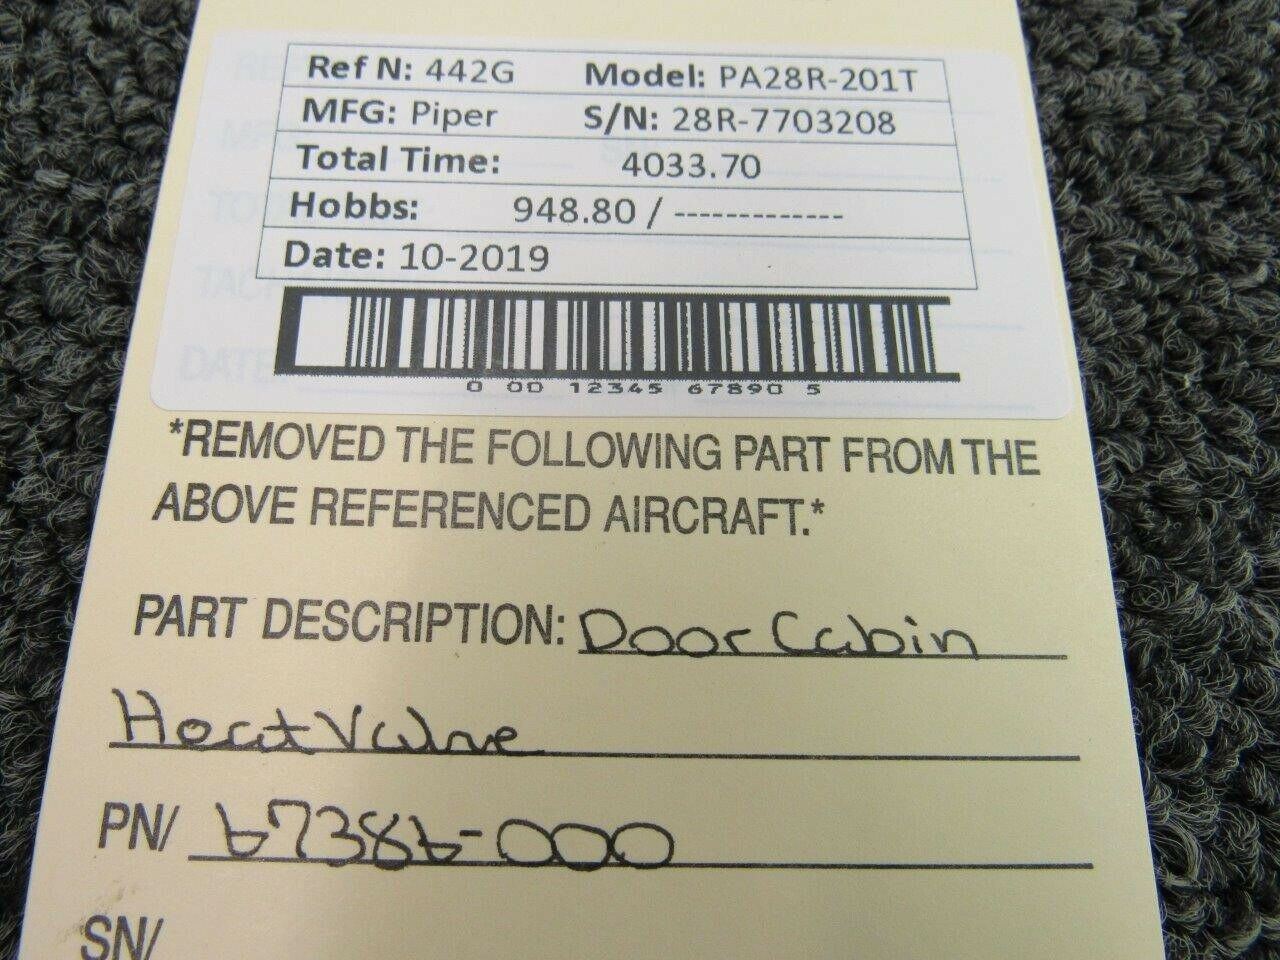 Ref N: 442G Model: PA28R-201T
MFG: Piper S/N: 28R-7703208
Total Time: 4033.70
Hobbs: 948.80 / -------------
Date: 10-2019
0 00 12345 67890 5
*REMOVED THE FOLLOWING PART FROM THE
ABOVE REFERENCED AIRCRAFT.*
PART DESCRIPTION: Door Cabin
Heat Valve
PN/ 67386-000
SN/